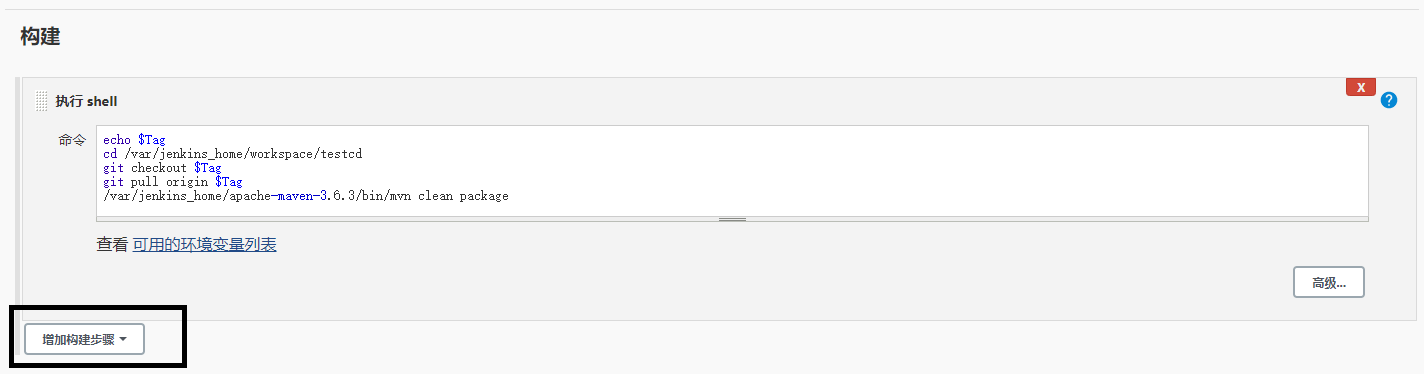 构建
执行 shell
X
?
命令
echo $Tag
cd /var/jenkins_home/workspace/testcd
git checkout $Tag
git pull origin $Tag
/var/jenkins_home/apache-maven-3.6.3/bin/mvn clean package
查看 可用的环境变量列表
高级...
增加构建步骤